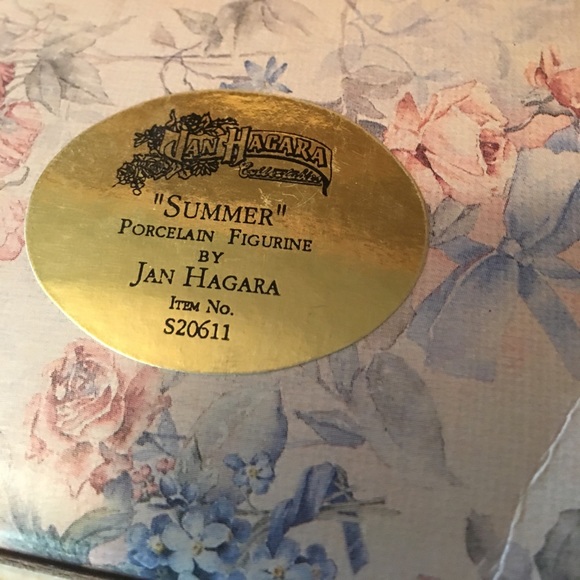 JAN HAGARA
Collectables
"SUMMER"
PORCELAIN FIGURINE
BY
JAN HAGARA
ITEM NO.
S20611